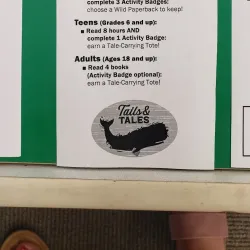 complete 3 Activity Badges:
choose a Wild Paperback to keep!
Teens (Grades 6 and up):
■ Read 8 hours AND
complete 1 Activity Badge:
earn a Tale-Carrying Tote!
Adults (Ages 18 and up):
■ Read 4 books
(Activity Badge optional):
earn a Tale-Carrying Tote!
Tails &
TALES